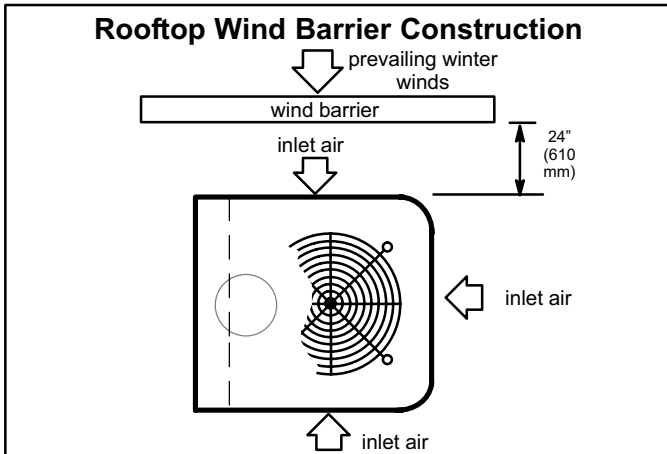 Rooftop Wind Barrier Construction
prevailing winter
winds
wind barrier
inlet air
24”
(610
mm)
inlet air
inlet air